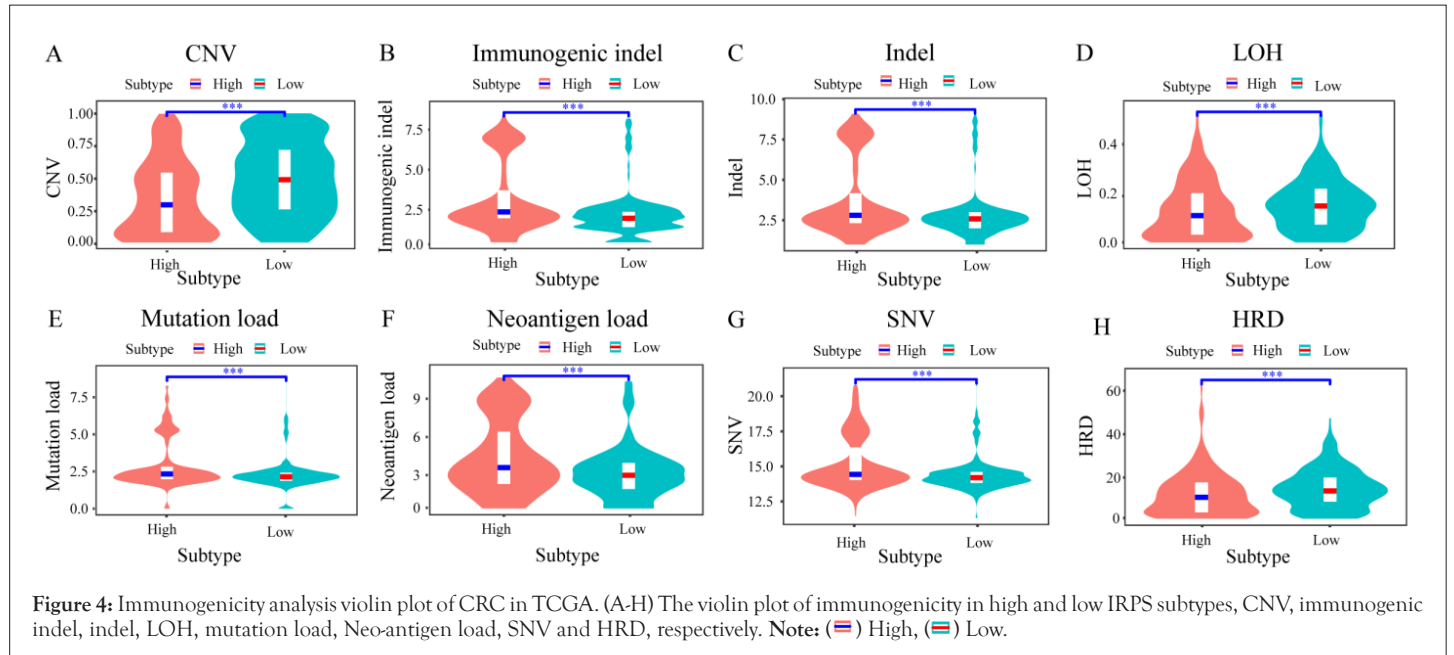 A CNV
Subtype High Low
***
CNV
1.00
0.75
0.50
0.25
0.00
High Low
Subtype
B Immunogenic indel
Subtype High Low
***
Immunogenic indel
7.5
5.0
2.5
0.0
High Low
Subtype
C Indel
Subtype High Low
***
Indel
10.0
7.5
5.0
2.5
High Low
Subtype
D LOH
Subtype High Low
***
LOH
0.4
0.2
0.0
High Low
Subtype
E Mutation load
Subtype High Low
***
Mutation load
7.5
5.0
2.5
0.0
High Low
Subtype
F Neoantigen load
Subtype High Low
***
Neoantigen load
9
6
3
0
High Low
Subtype
G SNV
Subtype High Low
***
SNV
20.0
17.5
15.0
12.5
High Low
Subtype
H HRD
Subtype High Low
***
HRD
60
40
20
0
High Low
Subtype
Figure 4: Immunogenicity analysis violin plot of CRC in TCGA. (A-H) The violin plot of immunogenicity in high and low IRPS subtypes, CNV, immunogenic
indel, indel, LOH, mutation load, Neo-antigen load, SNV and HRD, respectively. Note: ( ) High, ( ) Low.